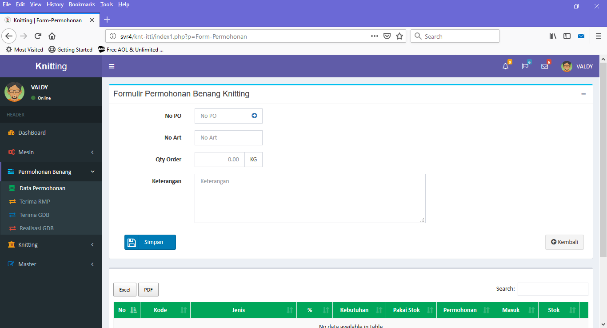 File Edit View History Bookmarks Tools Help
Knitting | Form-Permohonan
svr4/knt-itti/index1.php?p=Form-Permohonan
Search
Most Visited Getting Started Free AOL & Unlimited ...
Knitting
VALDY
VALDY
Online
HEADER
DashBoard
Mesin
Permohonan Benang
Data Permohonan
Terima RMP
Terima GDB
Realisasi GDB
Knitting
Master
Formulir Permohonan Benang Knitting
No PO No PO
No Art No Art
Qty Order 0.00 KG
Keterangan Keterangan
Simpan
Kembali
Excel PDF
Search:
No Kode Jenis % Kebutuhan Pakai Stok Permohonan Masuk Stok
No data available in table